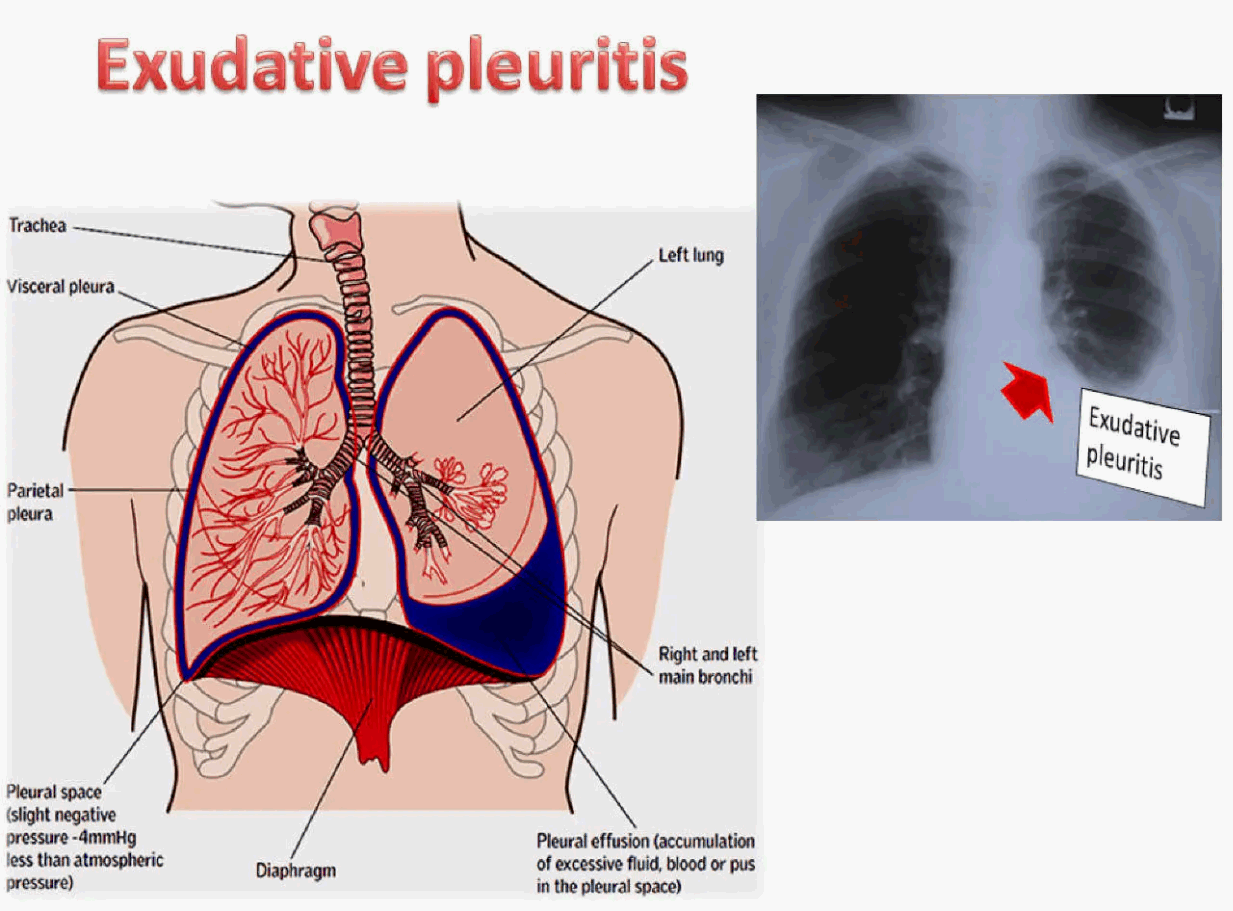 Exudative pleuritis
Trachea
Visceral pleura
Left lung
Exudative
pleuritis
Parietal
pleura
Right and left
main bronchi
Pleural space
(slight negative
pressure -4mmHg
less than atmospheric
pressure)
Diaphragm
Pleural effusion (accumulation
of excessive fluid, blood or pus
in the pleural space)